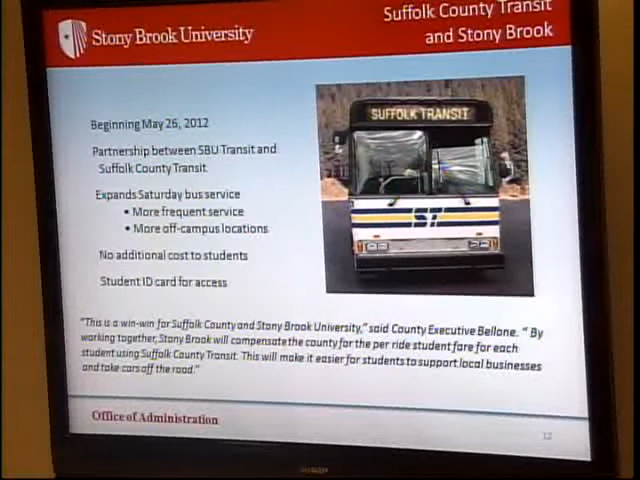 Stony Brook University
Suffolk County Transit
and Stony Brook
SUFFOLK TRANSIT
ST
Beginning May 26, 2012
Partnership between SBU Transit and
Suffolk County Transit
Expands Saturday bus service
• More frequent service
• More off-campus locations
No additional cost to students
Student ID card for access
"This is a win-win for Suffolk County and Stony Brook University," said County Executive Bellone. " By
working together, Stony Brook will compensate the county for the per ride student fare for each
student using Suffolk County Transit. This will make it easier for students to support local businesses
and take cars off the road."
Office of Administration